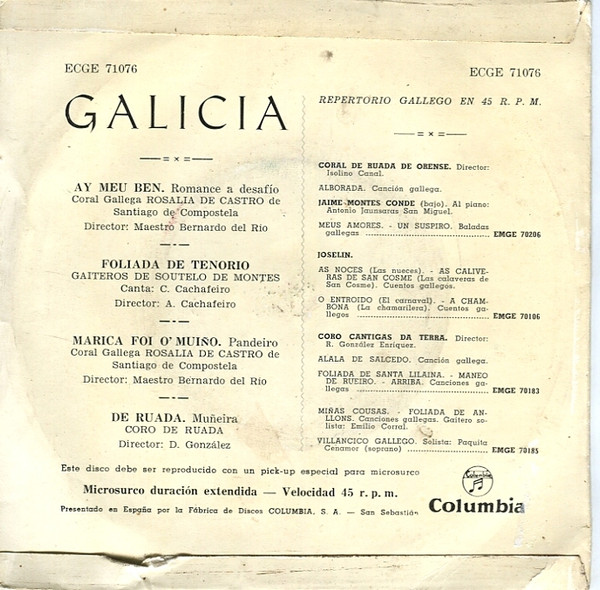 ECGE 71076
ECGE 71076
GALICIA
AY MEU BEN. Romance a desafío
Coral Gallega ROSALIA DE CASTRO de
Santiago de Compostela
Director: Maestro Bernardo del Río
FOLIADA DE TENORIO
GAITEROS DE SOUTELO DE MONTES
Canta: C. Cachafeiro
Director: A. Cachafeiro
MARICA FOI O'MUIÑO. Pandeiro
Coral Gallega ROSALIA DE CASTRO de
Santiago de Compostela
Director: Maestro Bernardo del Río
DE RUADA. Muñeira
CORO DE RUADA
Director: D. González
REPERTORIO GALLEGO EN 45 R. P. M.
CORAL DE RUADA DE ORENSE. Director:
Isolino Canal.
ALBORADA. Canción gallega.
JAIME MONTES CONDE (bajo). Al piano:
Antonio Jaunsaras San Miguel.
MEUS AMORES. - UN SUSPIRO. Baladas
gallegas ........ EMGE 70206
JOSELIN.
AS NOCES (Las nueces). - AS CALIVE-
RAS DE SAN COSME (Las calaveras de
San Cosme). Cuentos gallegos.
O ENTROIDO (El carnaval). - A CHAM-
BONA (La chamarilera). Cuentos ga-
llegos ........ EMGE 70106
CORO CANTIGAS DA TERRA. Director:
R. González Enríquez.
ALALA DE SALCEDO. Canción gallega.
FOLIADA DE SANTA LILAINA. - MANEO
DE RUEIRO. - ARRIBA. Canciones ga-
llegas ........ EMGE 70183
MIÑAS COUSAS. - FOLIADA DE AN-
LLONS. Canciones gallegas. Gaitero so-
lista: Emilio Corral.
VILLANCICO GALLEGO. Solista: Paquita
Cenamor (soprano) ........ EMGE 70185
Este disco debe ser reproducido con un pick-up especial para microsurco
Microsurco duración extendida — Velocidad 45 r. p. m.
Presentado en España por la Fábrica de Discos COLUMBIA, S. A. — San Sebastián
Columbia
Columbia